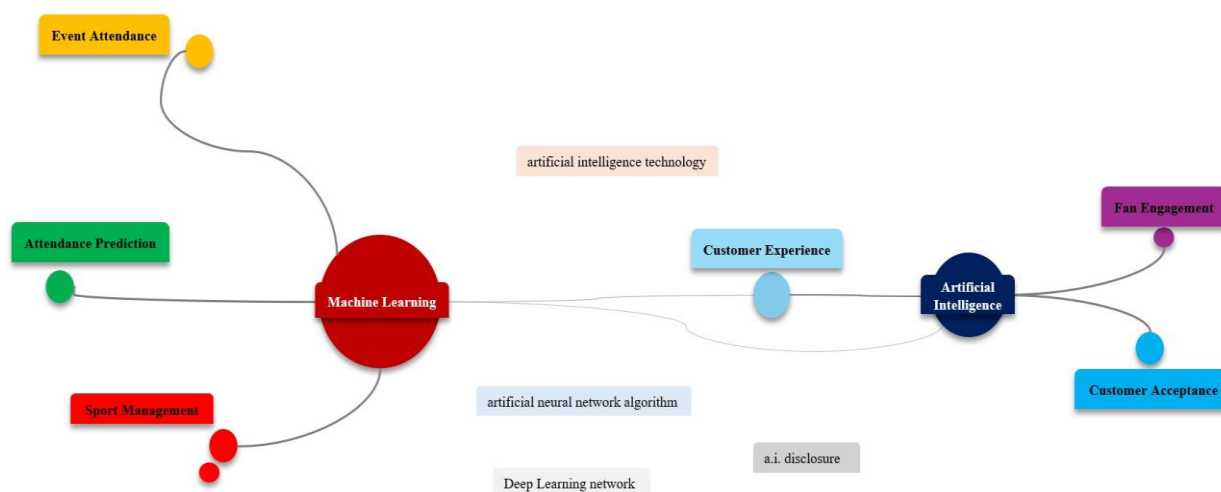 Event Attendance
artificial intelligence technology
Fan Engagement
Attendance Prediction
Customer Experience
Machine Learning
Artificial
Intelligence
Customer Acceptance
Sport Management
artificial neural network algorithm
a.i. disclosure
Deep Learning network